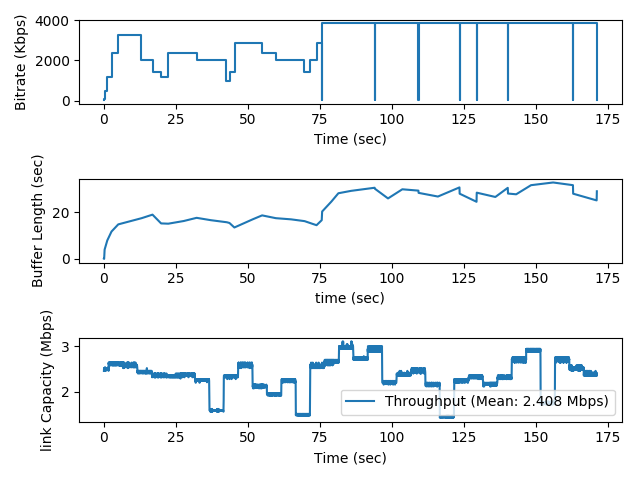 Bitrate (Kbps)
4000
2000
0
0 25 50 75 100 125 150 175
Time (sec)
Buffer Length (sec)
20
0
0 25 50 75 100 125 150 175
time (sec)
link Capacity (Mbps)
3
2
Throughput (Mean: 2.408 Mbps)
0 25 50 75 100 125 150 175
Time (sec)